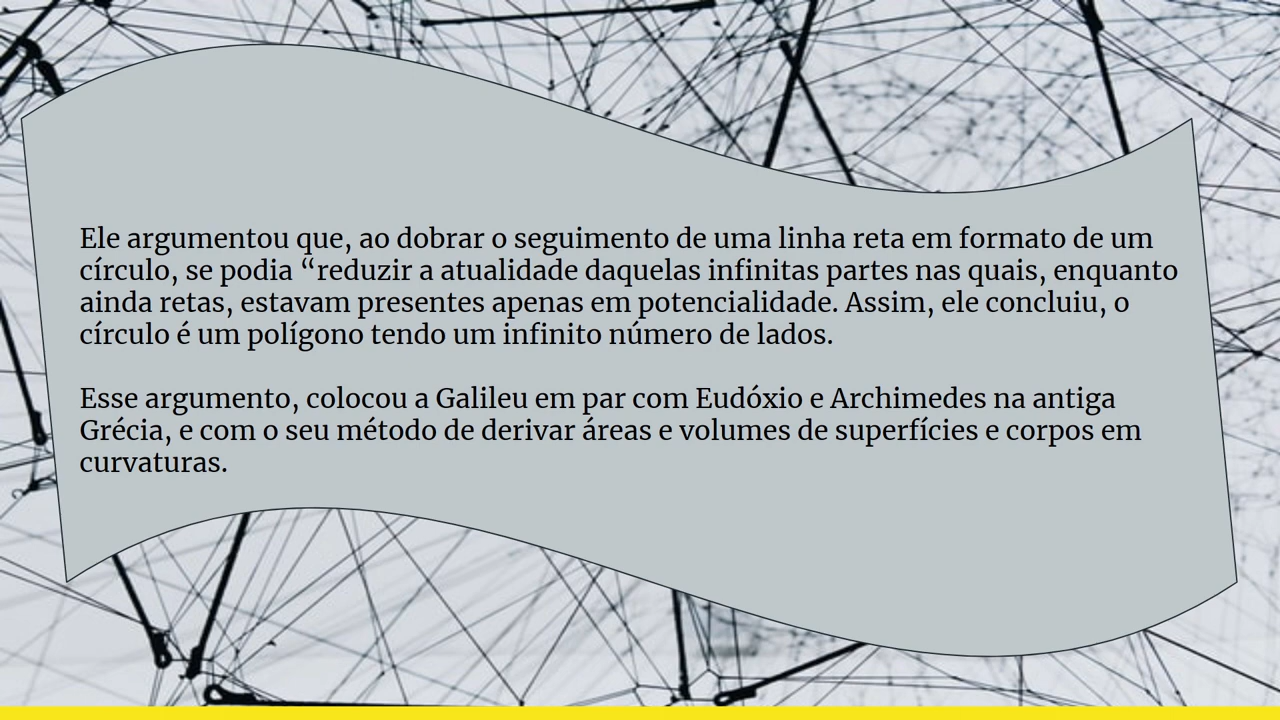 Ele argumentou que, ao dobrar o seguimento de uma linha reta em formato de um
círculo, se podia “reduzir a atualidade daquelas infinitas partes nas quais, enquanto
ainda retas, estavam presentes apenas em potencialidade. Assim, ele concluiu, o
círculo é um polígono tendo um infinito número de lados.
Esse argumento, colocou a Galileu em par com Eudóxio e Archimedes na antiga
Grécia, e com o seu método de derivar áreas e volumes de superfícies e corpos em
curvaturas.